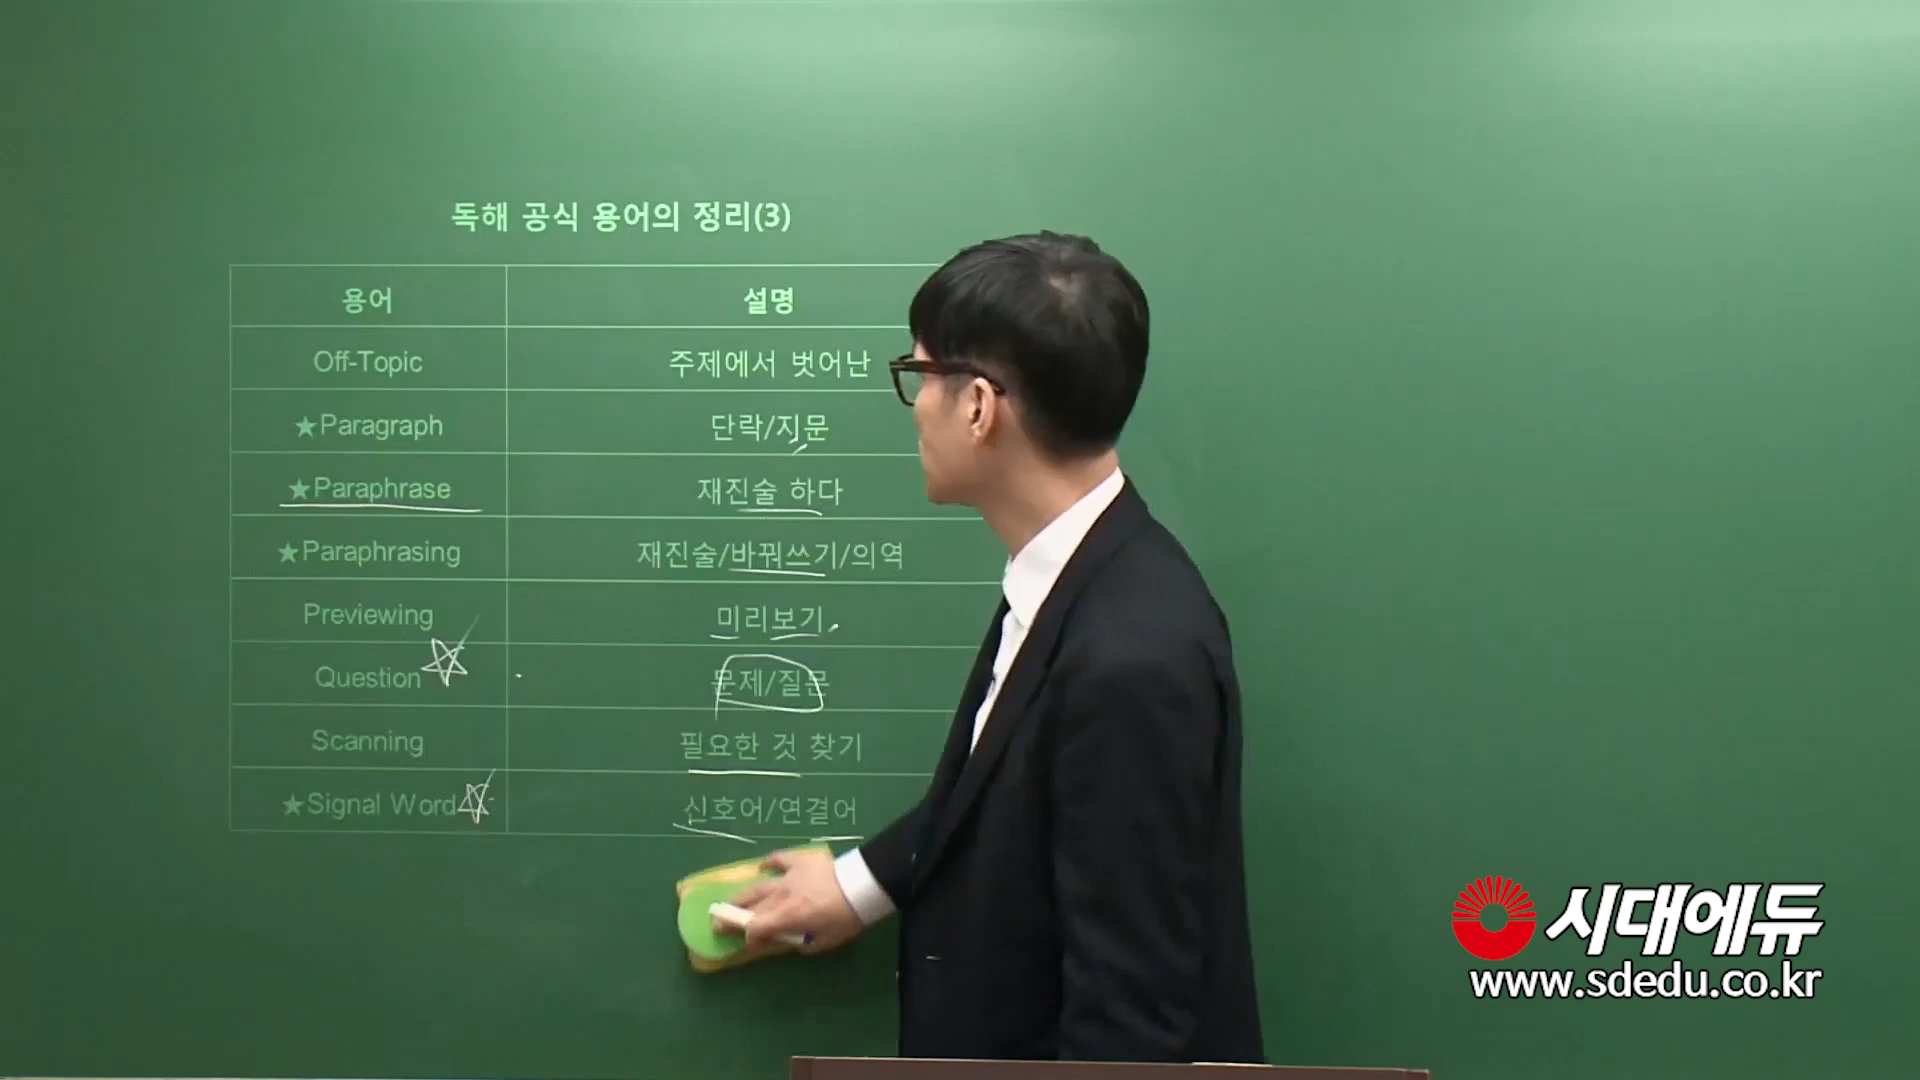 독해 공식 용어의 정리(3)
용어 설명
Off-Topic 주제에서 벗어난
★Paragraph 단락/지문
★Paraphrase 재진술 하다
★Paraphrasing 재진술/바꿔쓰기/의역
Previewing 미리보기
Question 문제/질문
Scanning 필요한 것 찾기
★Signal Word 신호어/연결어
시대에듀
www.sdedu.co.kr